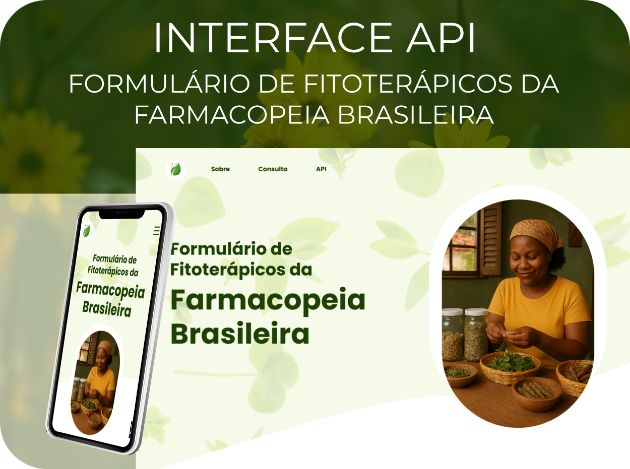 INTERFACE API
FORMULÁRIO DE FITOTERÁPICOS DA
FARMACOPEIA BRASILEIRA
Sobre
Consulta
API
Formulário de
Fitoterápicos da
Farmacopeia
Brasileira
Formulário de
Fitoterápicos da
Farmacopeia
Brasileira